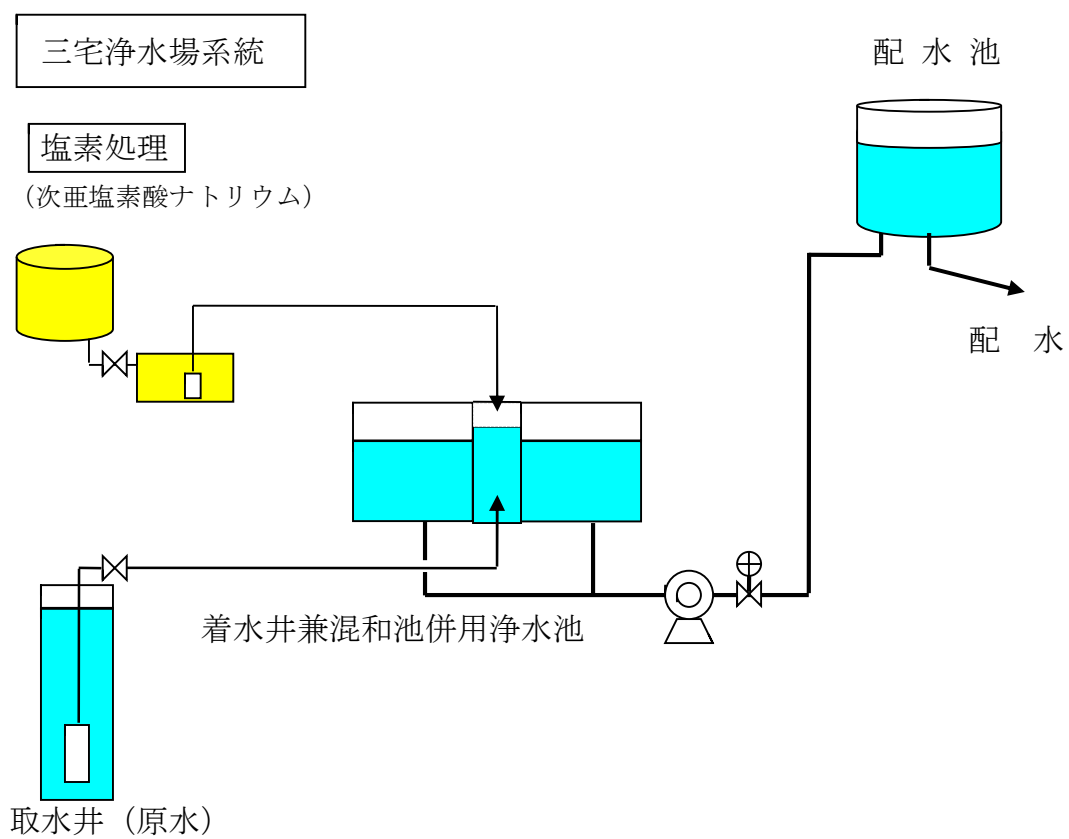 三宅浄水場系統
配 水 池
塩素処理
(次亜塩素酸ナトリウム)
配 水
着水井兼混和池併用浄水池
取水井（原水）